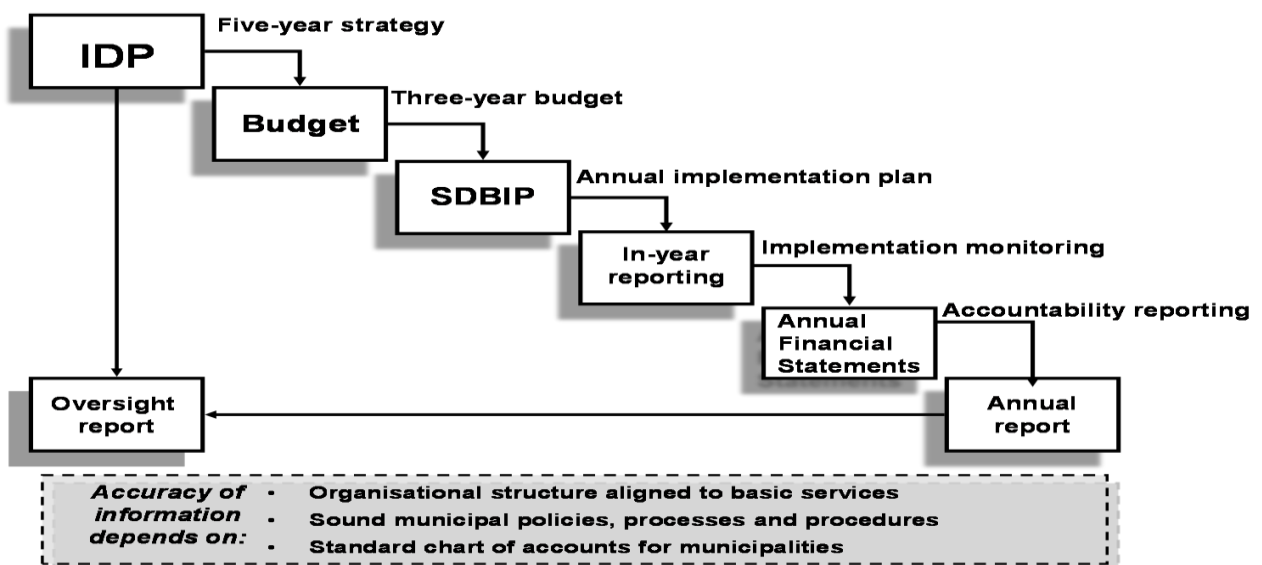 IDP
Five-year strategy
Budget
Three-year budget
SDBIP
Annual implementation plan
In-year
reporting
Implementation monitoring
Annual
Financial
Statements
Accountability reporting
Annual
report
Oversight
report
Accuracy of
information
depends on:
• Organisational structure aligned to basic services
• Sound municipal policies, processes and procedures
• Standard chart of accounts for municipalities